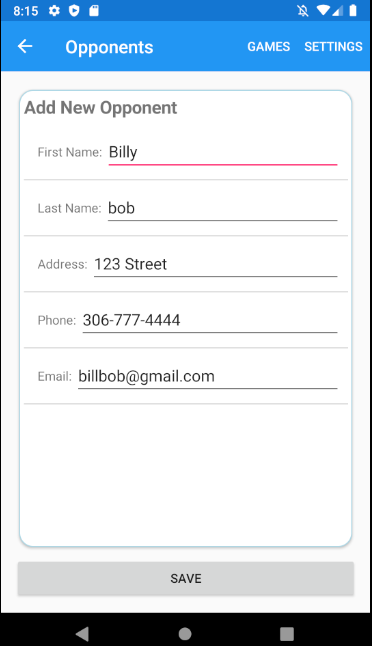 8:15
Opponents GAMES SETTINGS
Add New Opponent
First Name: Billy
Last Name: bob
Address: 123 Street
Phone: 306-777-4444
Email: billbob@gmail.com
SAVE